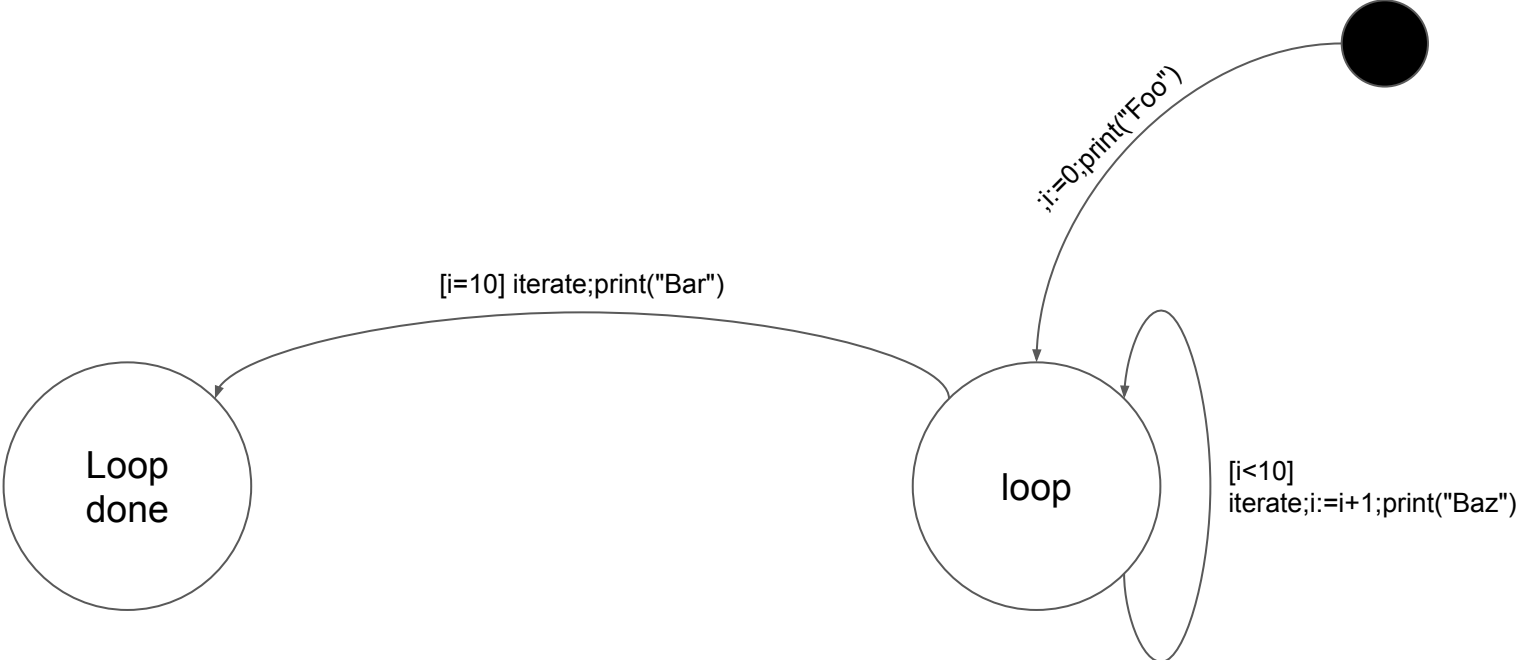 ;i:=0;print("Foo")
[i=10] iterate;print("Bar")
Loop
done
loop
[i<10]
iterate;i:=i+1;print("Baz")